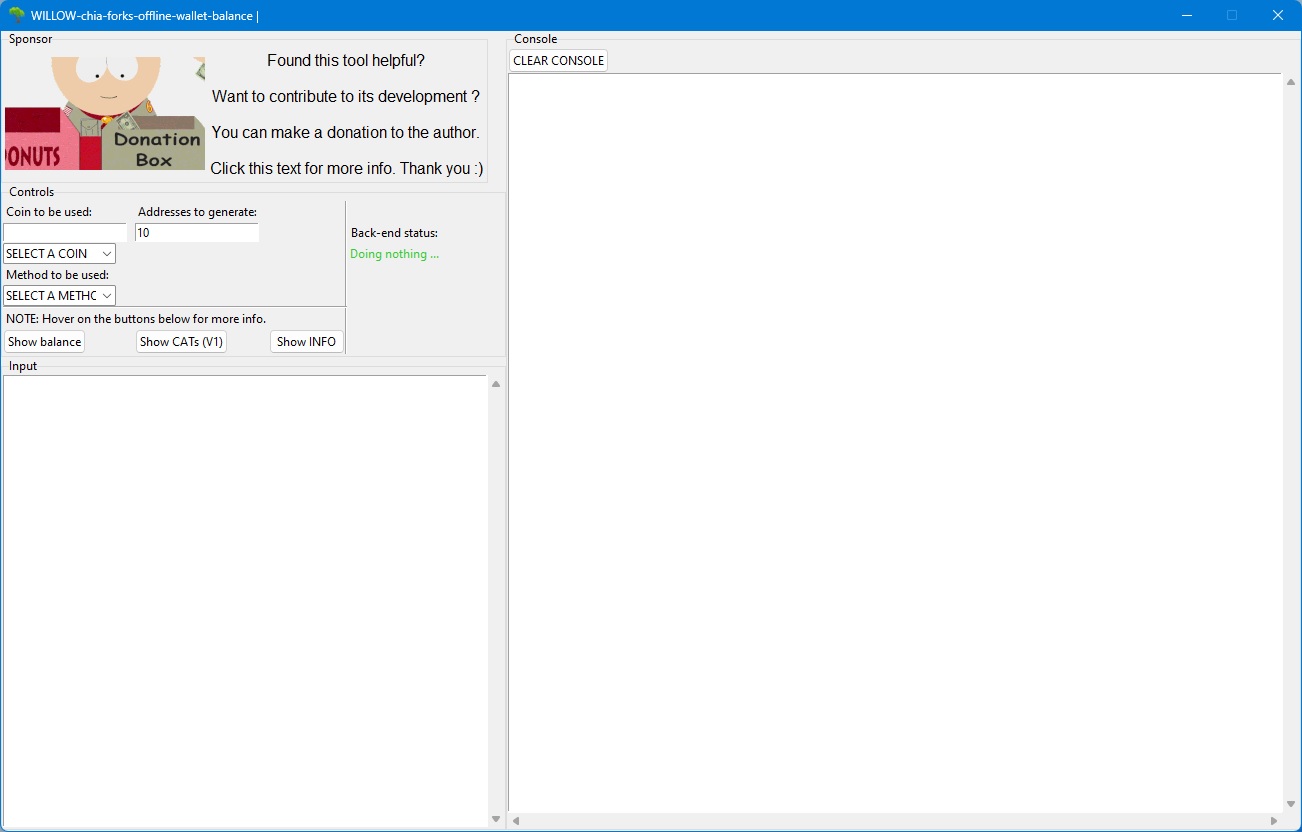 WILLOW-chia-forks-offline-wallet-balance |
Sponsor
DONUTS
Donation
Box
Found this tool helpful?
Want to contribute to its development ?
You can make a donation to the author.
Click this text for more info. Thank you :)
Controls
Coin to be used:
Addresses to generate:
10
SELECT A COIN
Method to be used:
SELECT A METHC
Back-end status:
Doing nothing ...
NOTE: Hover on the buttons below for more info.
Show balance
Show CATs (V1)
Show INFO
Input
Console
CLEAR CONSOLE